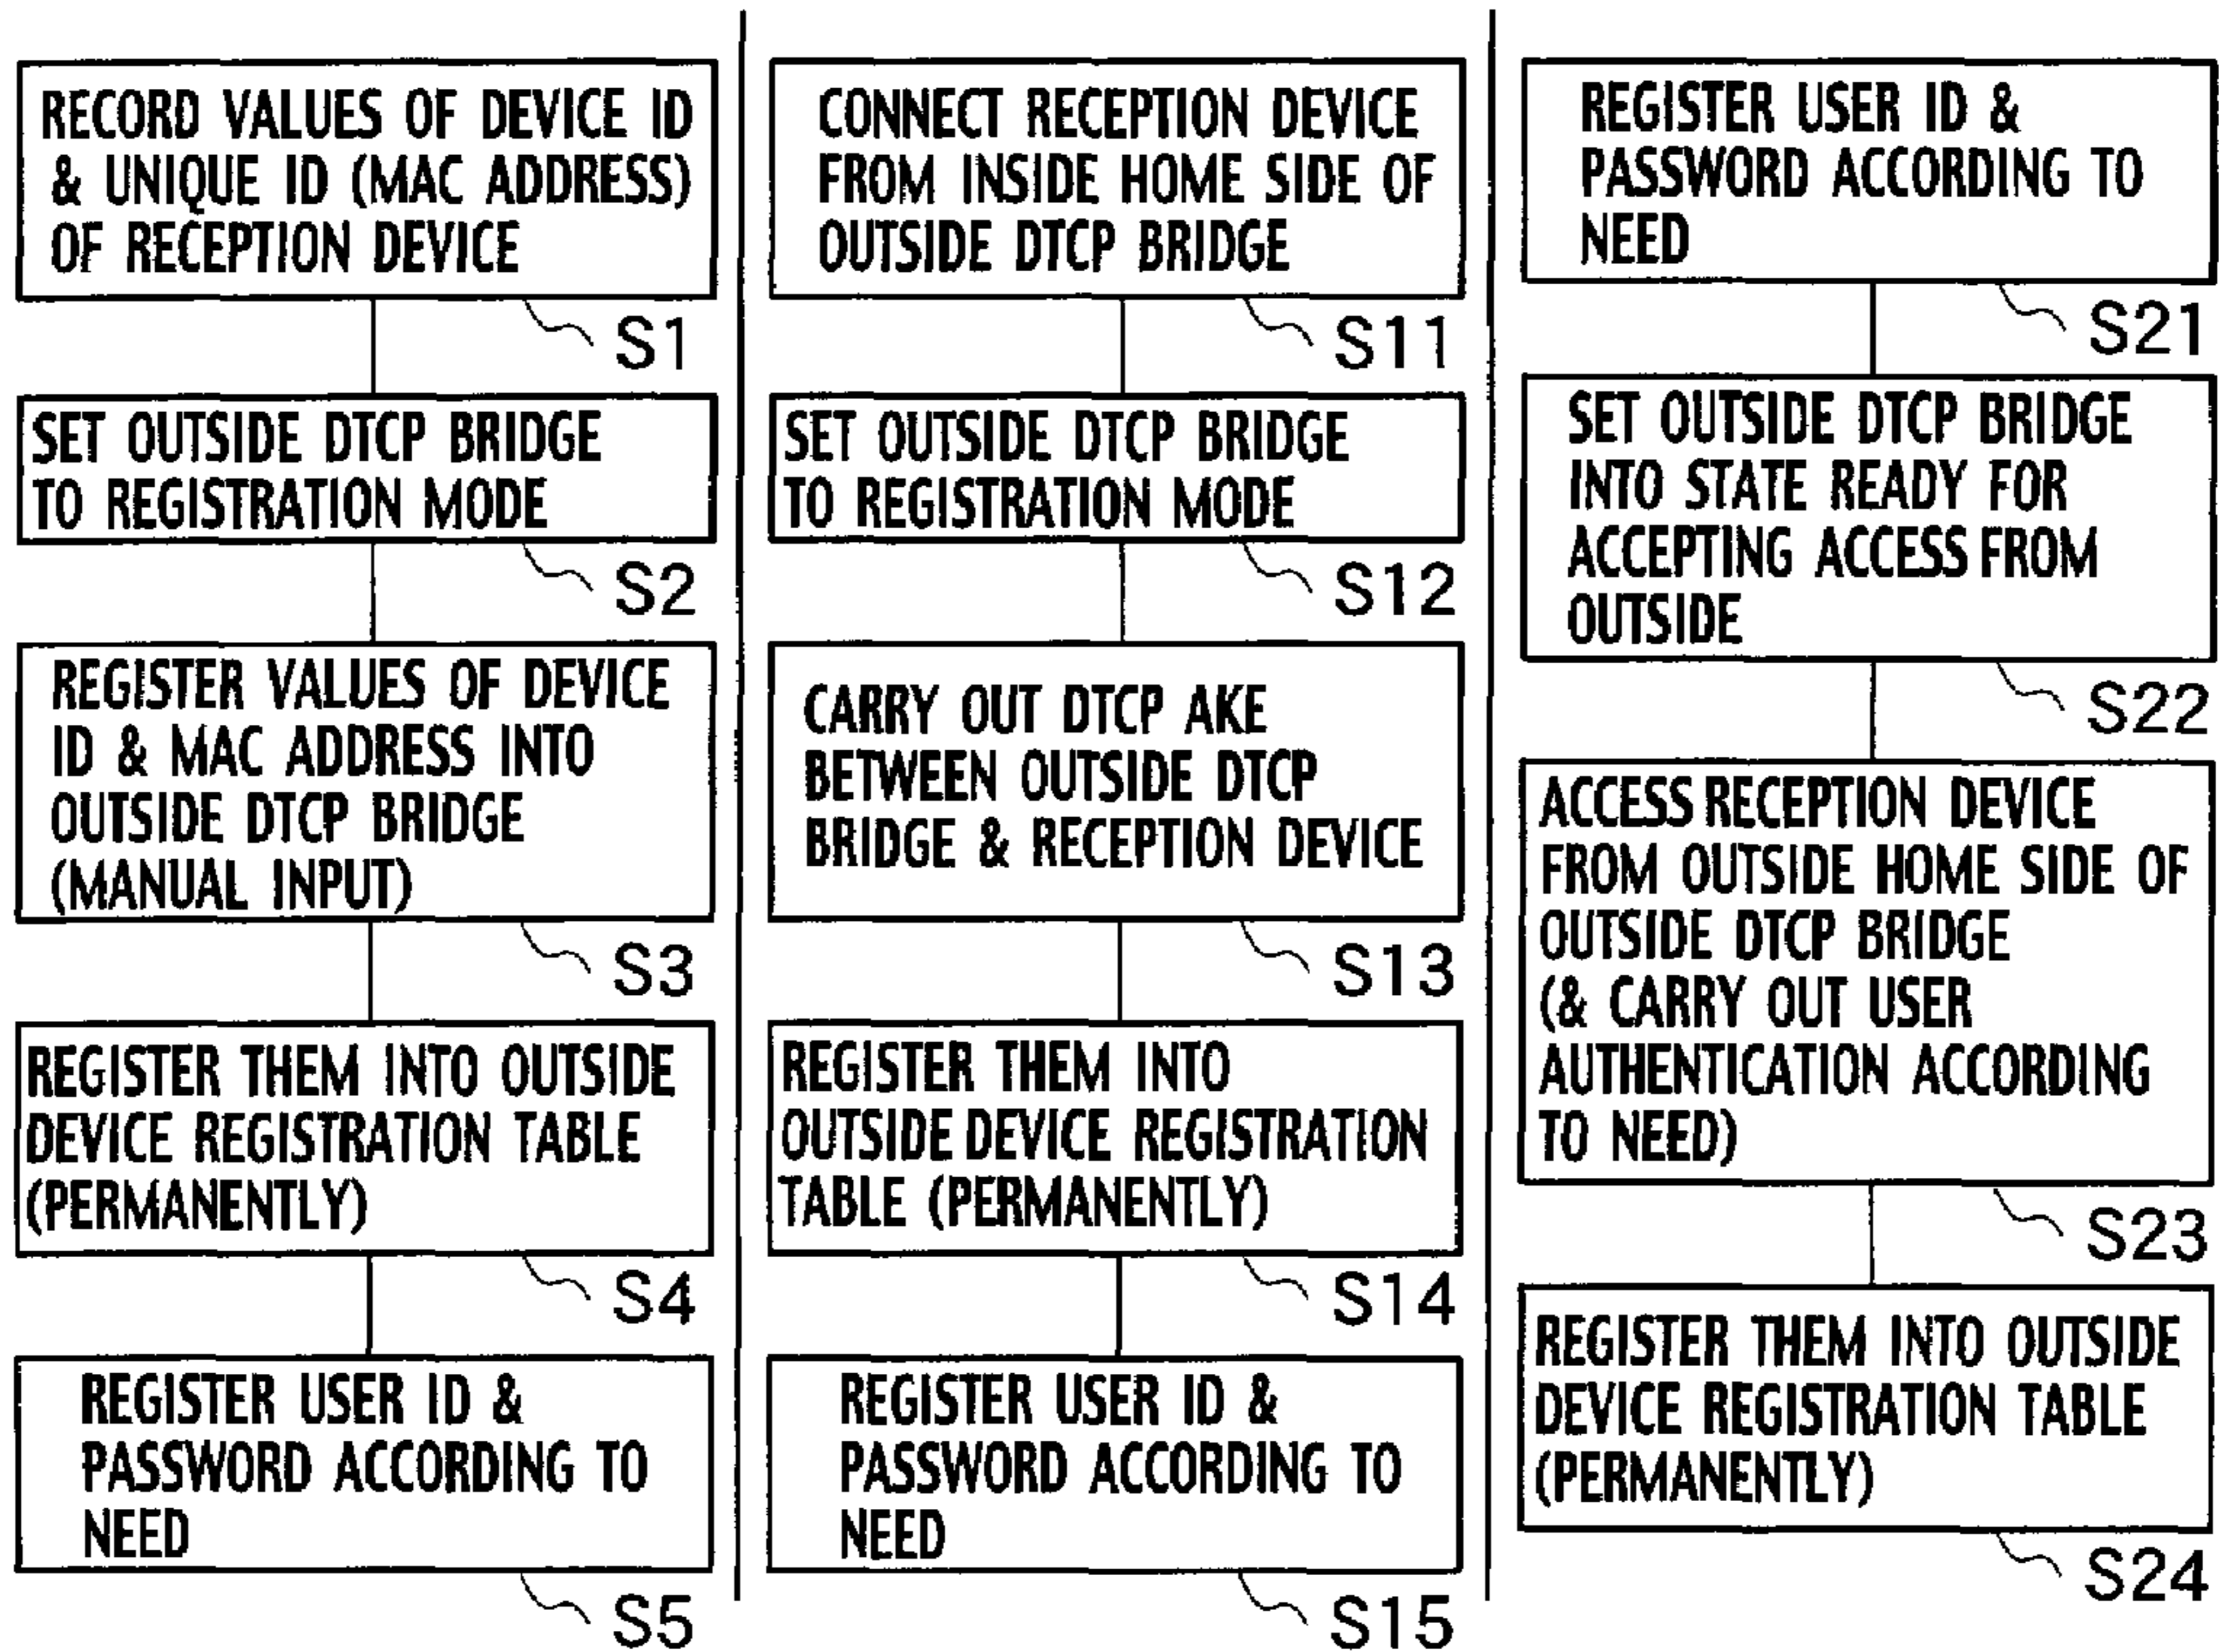 RECORD VALUES OF DEVICE ID
& UNIQUE ID (MAC ADDRESS)
OF RECEPTION DEVICE
S1
SET OUTSIDE DTCP BRIDGE
TO REGISTRATION MODE
S2
REGISTER VALUES OF DEVICE
ID & MAC ADDRESS INTO
OUTSIDE DTCP BRIDGE
(MANUAL INPUT)
S3
REGISTER THEM INTO OUTSIDE
DEVICE REGISTRATION TABLE
(PERMANENTLY)
S4
REGISTER USER ID &
PASSWORD ACCORDING TO
NEED
S5
CONNECT RECEPTION DEVICE
FROM INSIDE HOME SIDE OF
OUTSIDE DTCP BRIDGE
S11
SET OUTSIDE DTCP BRIDGE
TO REGISTRATION MODE
S12
CARRY OUT DTCP AKE
BETWEEN OUTSIDE DTCP
BRIDGE & RECEPTION DEVICE
S13
REGISTER THEM INTO
OUTSIDE DEVICE REGISTRATION
TABLE (PERMANENTLY)
S14
REGISTER USER ID &
PASSWORD ACCORDING TO
NEED
S15
REGISTER USER ID &
PASSWORD ACCORDING TO
NEED
S21
SET OUTSIDE DTCP BRIDGE
INTO STATE READY FOR
ACCEPTING ACCESS FROM
OUTSIDE
S22
ACCESS RECEPTION DEVICE
FROM OUTSIDE HOME SIDE OF
OUTSIDE DTCP BRIDGE
(& CARRY OUT USER
AUTHENTICATION ACCORDING
TO NEED)
S23
REGISTER THEM INTO OUTSIDE
DEVICE REGISTRATION TABLE
(PERMANENTLY)
S24